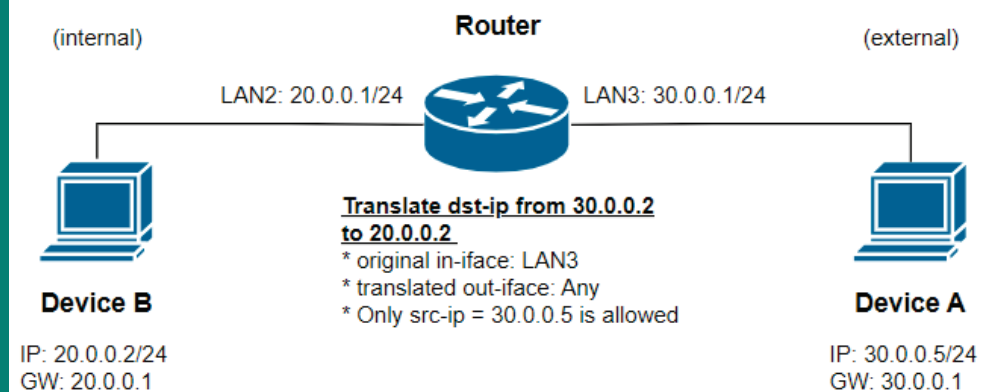 Router
(internal)
(external)
LAN2: 20.0.0.1/24
LAN3: 30.0.0.1/24
Translate dst-ip from 30.0.0.2
to 20.0.0.2
* original in-iface: LAN3
* translated out-iface: Any
* Only src-ip = 30.0.0.5 is allowed
Device B
IP: 20.0.0.2/24
GW: 20.0.0.1
Device A
IP: 30.0.0.5/24
GW: 30.0.0.1